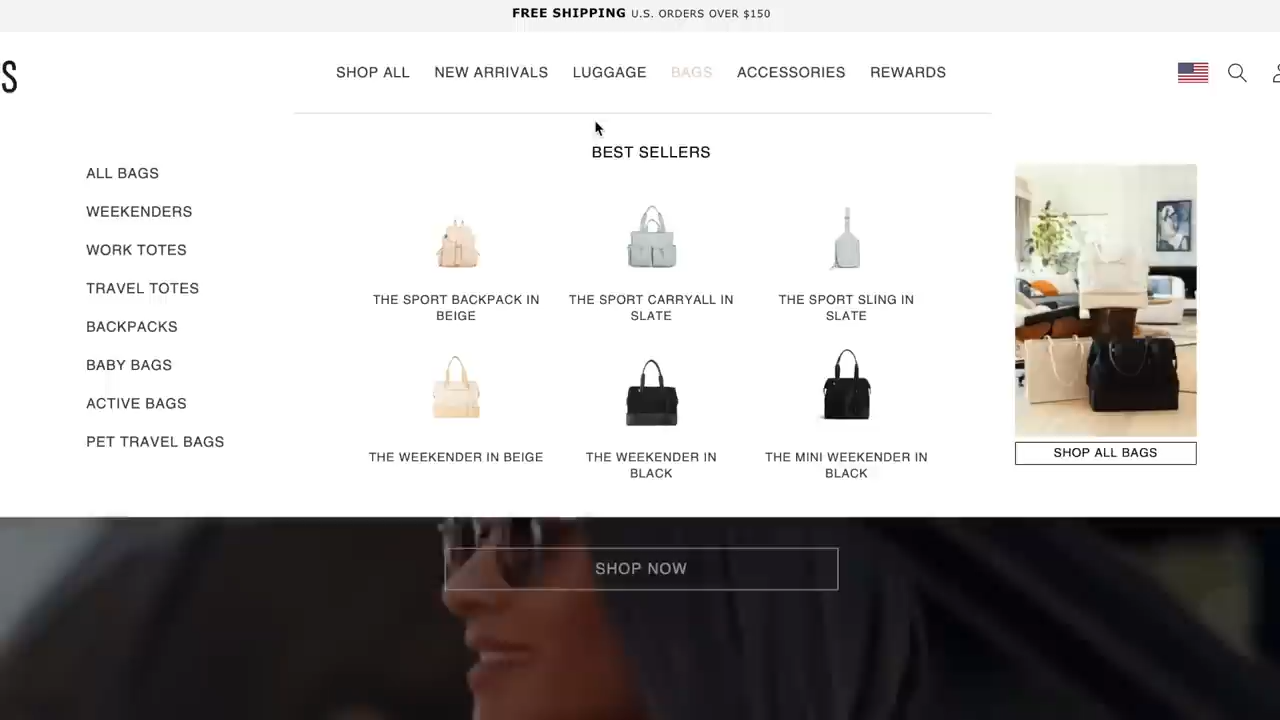 FREE SHIPPING U.S. ORDERS OVER $150
S
SHOP ALL NEW ARRIVALS LUGGAGE BAGS ACCESSORIES REWARDS
BEST SELLERS
ALL BAGS
WEEKENDERS
WORK TOTES
TRAVEL TOTES
BACKPACKS
BABY BAGS
ACTIVE BAGS
PET TRAVEL BAGS
THE SPORT BACKPACK IN
BEIGE
THE SPORT CARRYALL IN
SLATE
THE SPORT SLING IN
SLATE
THE WEEKENDER IN BEIGE
THE WEEKENDER IN
BLACK
THE MINI WEEKENDER IN
BLACK
SHOP ALL BAGS
SHOP NOW